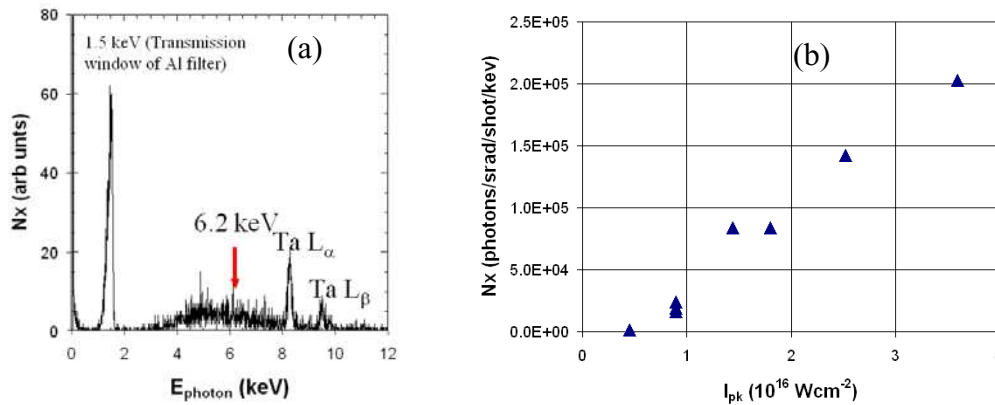 (a)
1.5 keV (Transmission
window of Al filter)
80
60
40
20
0
Nx (arb unts)
6.2 keV
Ta Lα
Ta Lβ
0 2 4 6 8 10 12
Ephoton (keV)
(b)
2.5E+05
2.0E+05
1.5E+05
1.0E+05
5.0E+04
0.0E+00
Nx (photons/srad/shot/kev)
0 1 2 3
Ipk (10^16 Wcm-2)